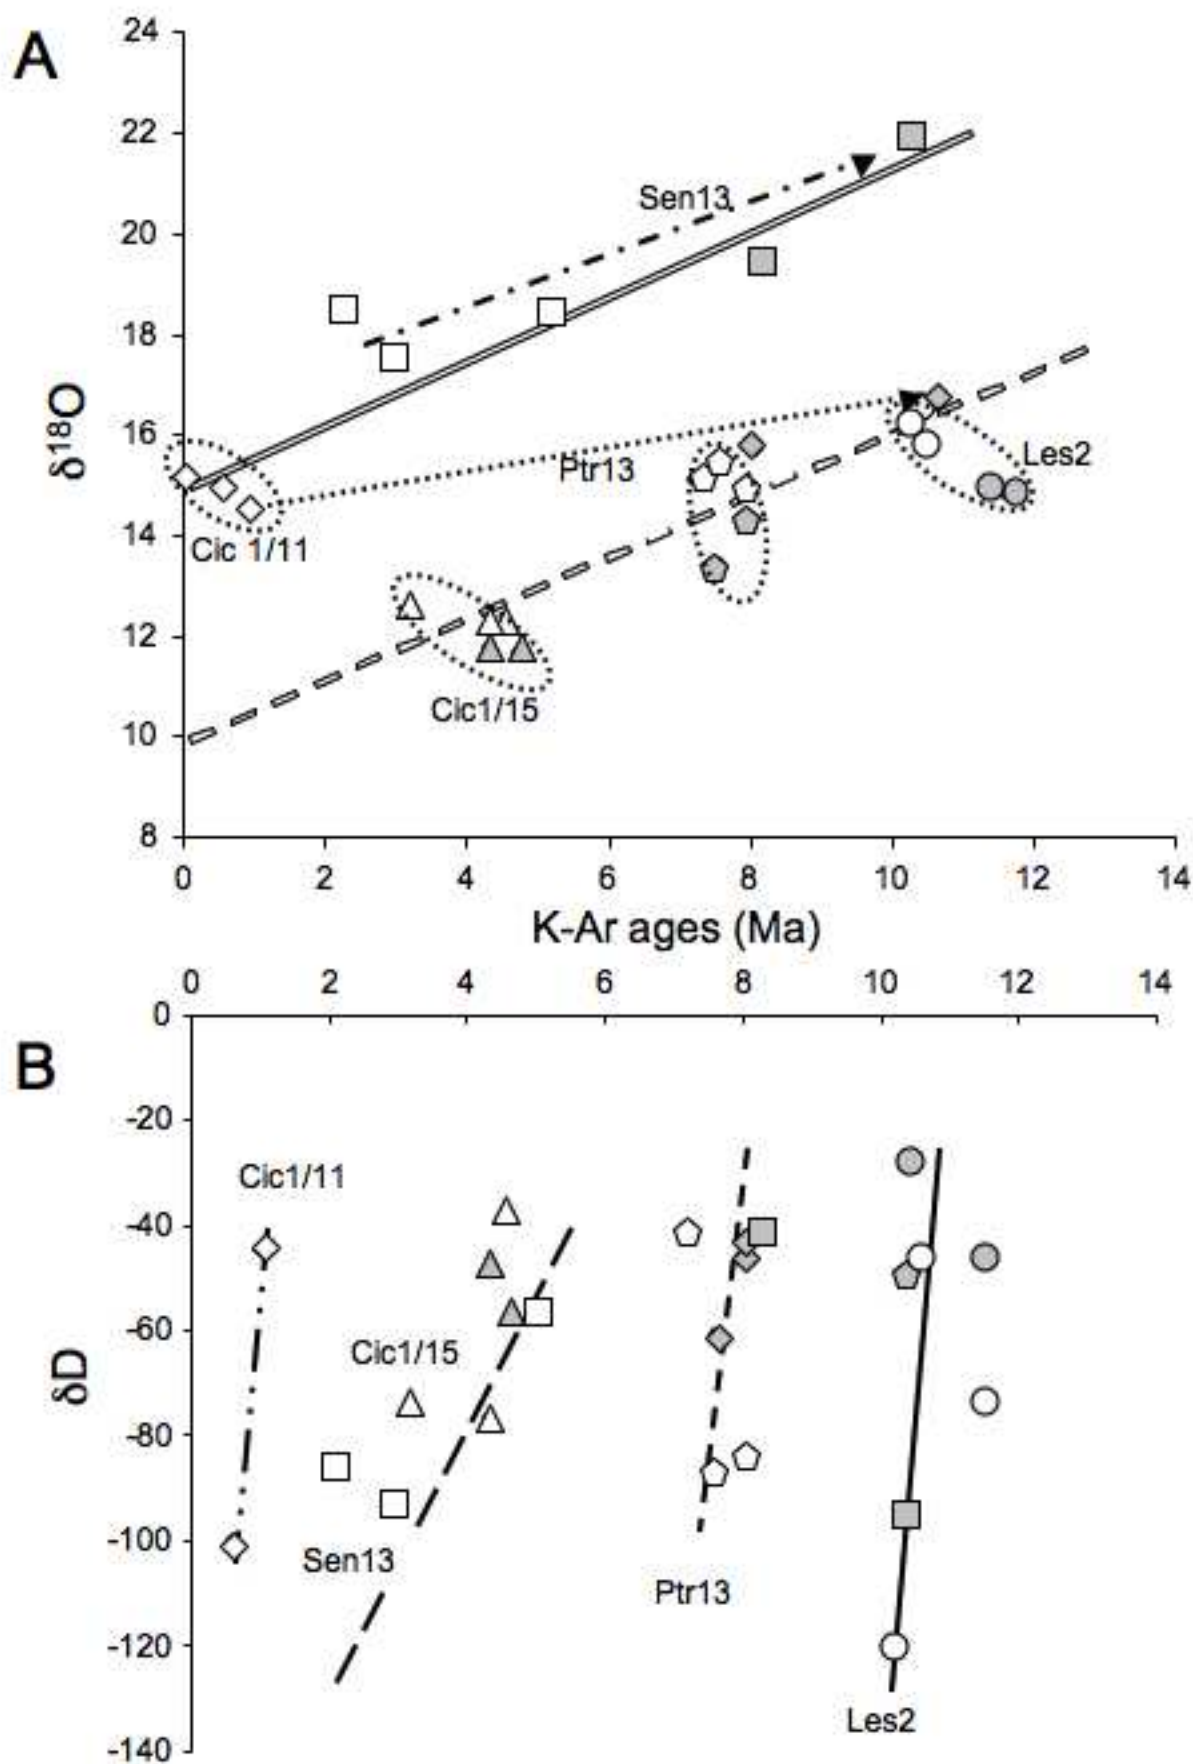 A
24
22
20
18
16
14
12
10
8
δ18O
Sen13
Ptr13
Les2
Cic 1/11
Cic1/15
0 2 4 6 8 10 12 14
K-Ar ages (Ma)
0 2 4 6 8 10 12 14
B
0
-20
-40
-60
-80
-100
-120
-140
δD
Cic1/11
Cic1/15
Sen13
Ptr13
Les2